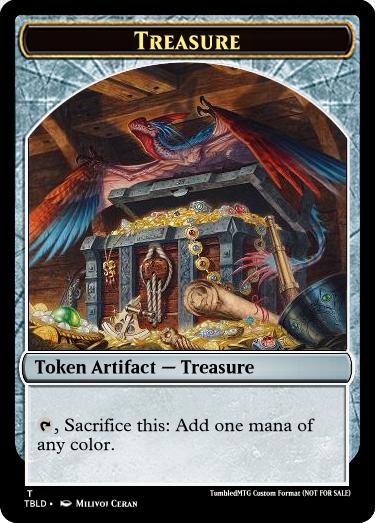 Treasure
Token Artifact — Treasure
, Sacrifice this: Add one mana of
any color.
T
TBLD • Milivoj Ceran
TumbledMTG Custom Format (NOT FOR SALE)